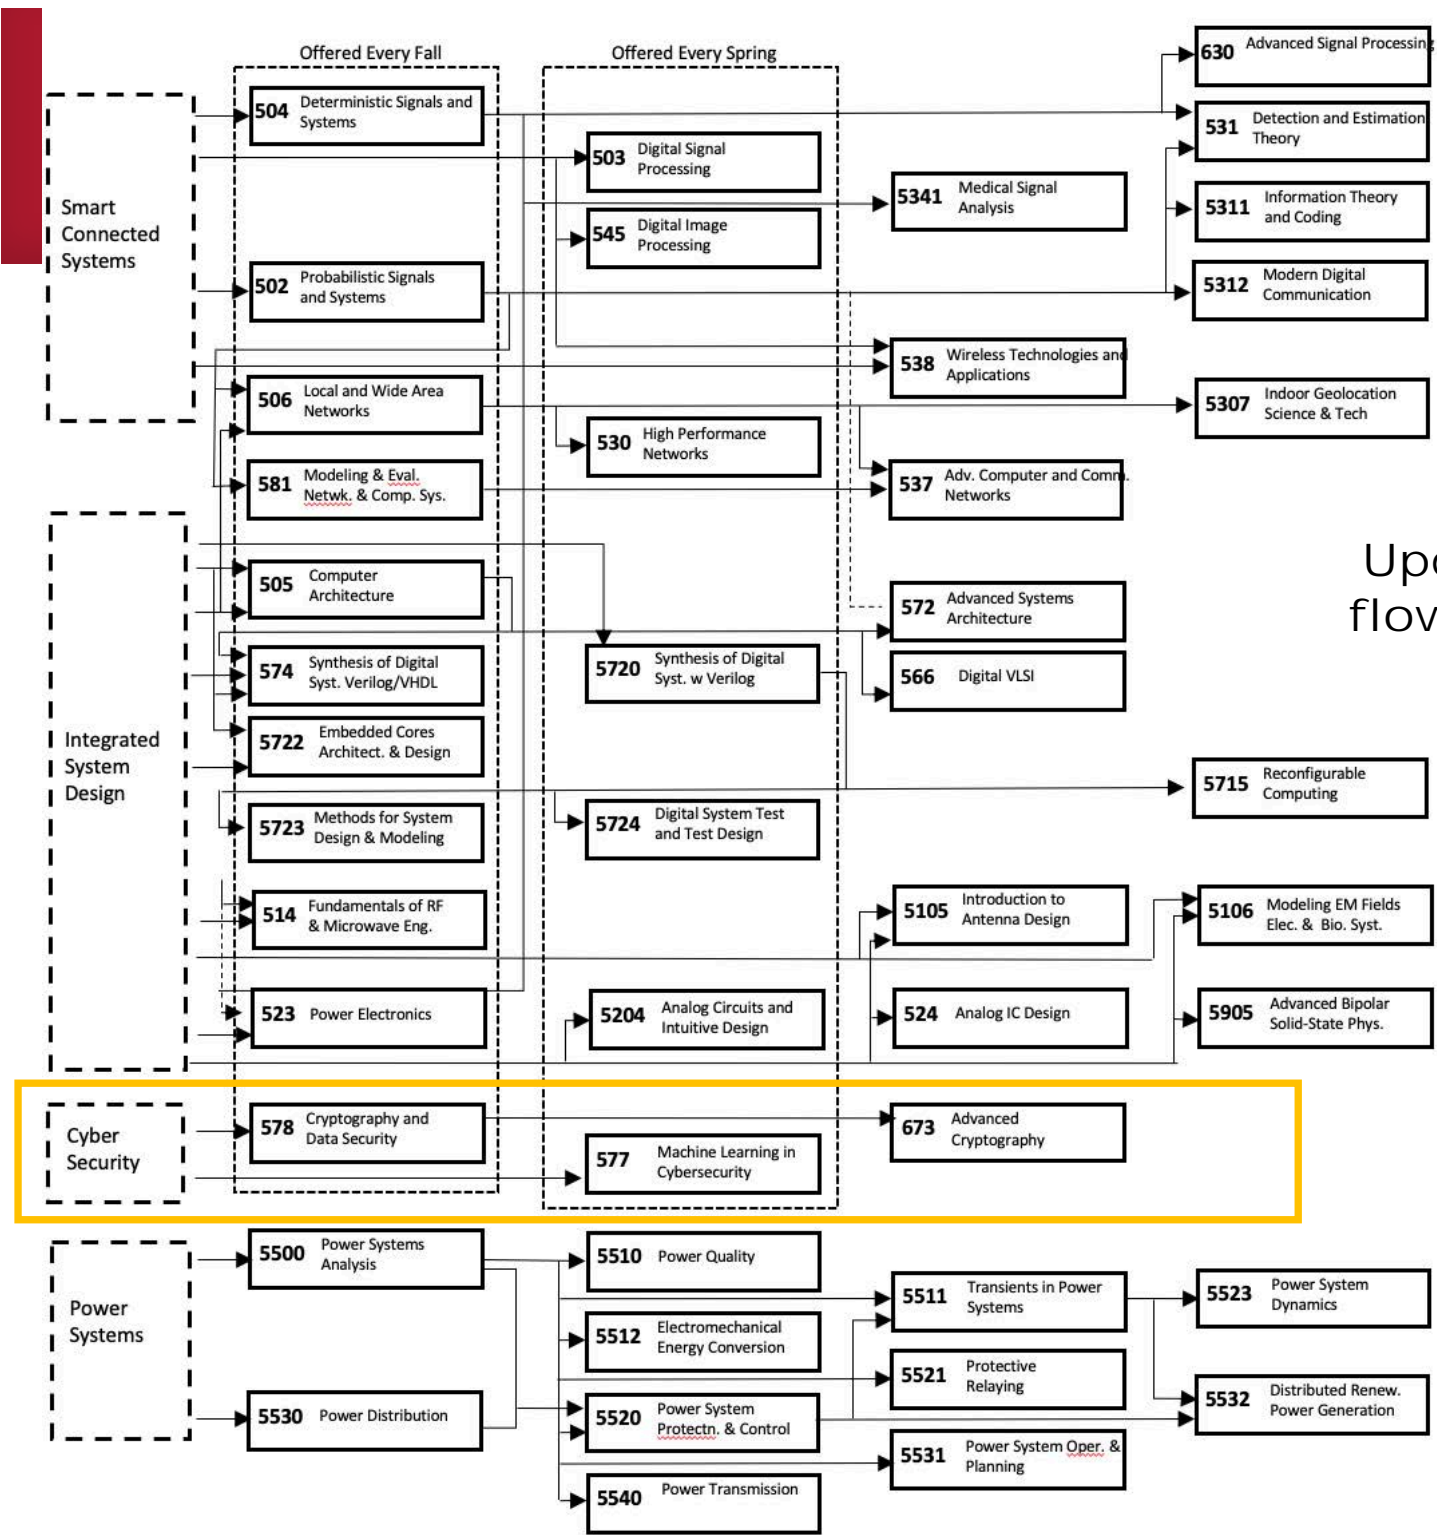 Offered Every Fall
Offered Every Spring
Smart
Connected
Systems
504 Deterministic Signals and
Systems
502 Probabilistic Signals
and Systems
506 Local and Wide Area
Networks
581 Modeling & Eval.
Netwk. & Comp. Sys.
503 Digital Signal
Processing
545 Digital Image
Processing
530 High Performance
Networks
5341 Medical Signal
Analysis
538 Wireless Technologies and
Applications
537 Adv. Computer and Comm.
Networks
630 Advanced Signal Processing
531 Detection and Estimation
Theory
5311 Information Theory
and Coding
5312 Modern Digital
Communication
5307 Indoor Geolocation
Science & Tech
Integrated
System
Design
505 Computer
Architecture
574 Synthesis of Digital
Syst. Verilog/VHDL
5722 Embedded Cores
Architect. & Design
5723 Methods for System
Design & Modeling
514 Fundamentals of RF
& Microwave Eng.
523 Power Electronics
5720 Synthesis of Digital
Syst. w Verilog
5724 Digital System Test
and Test Design
5204 Analog Circuits and
Intuitive Design
572 Advanced Systems
Architecture
566 Digital VLSI
5105 Introduction to
Antenna Design
524 Analog IC Design
5715 Reconfigurable
Computing
5106 Modeling EM Fields
Elec. & Bio. Syst.
5905 Advanced Bipolar
Solid-State Phys.
Cyber
Security
578 Cryptography and
Data Security
577 Machine Learning in
Cybersecurity
673 Advanced
Cryptography
Power
Systems
5500 Power Systems
Analysis
5530 Power Distribution
5510 Power Quality
5512 Electromechanical
Energy Conversion
5520 Power System
Protectn. & Control
5540 Power Transmission
5511 Transients in Power
Systems
5521 Protective
Relaying
5531 Power System Oper. &
Planning
5523 Power System
Dynamics
5532 Distributed Renew.
Power Generation